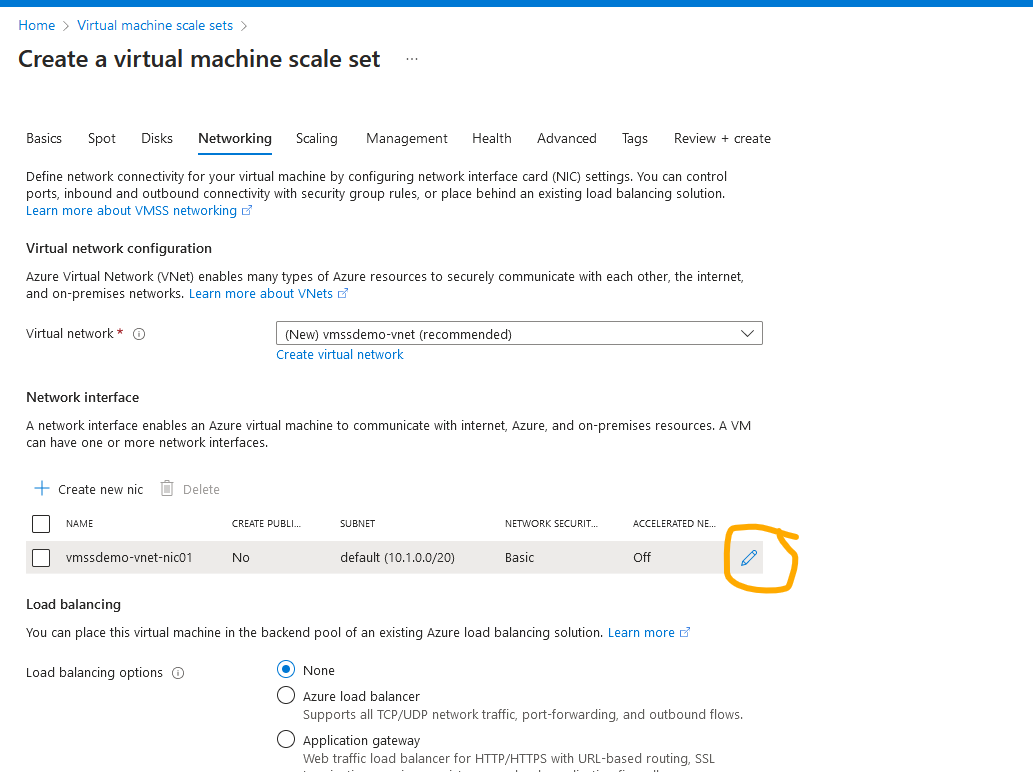 Home > Virtual machine scale sets >
Create a virtual machine scale set ...
Basics Spot Disks Networking Scaling Management Health Advanced Tags Review + create
Define network connectivity for your virtual machine by configuring network interface card (NIC) settings. You can control
ports, inbound and outbound connectivity with security group rules, or place behind an existing load balancing solution.
Learn more about VMSS networking
Virtual network configuration
Azure Virtual Network (VNet) enables many types of Azure resources to securely communicate with each other, the internet,
and on-premises networks. Learn more about VNets
Virtual network *
(New) vmssdemo-vnet (recommended)
Create virtual network
Network interface
A network interface enables an Azure virtual machine to communicate with internet, Azure, and on-premises resources. A VM
can have one or more network interfaces.
Create new nic Delete
NAME CREATE PUBLI... SUBNET NETWORK SECURIT... ACCELERATED NE...
vmssdemo-vnet-nic01 No default (10.1.0.0/20) Basic Off
Load balancing
You can place this virtual machine in the backend pool of an existing Azure load balancing solution. Learn more
Load balancing options
None
Azure load balancer
Supports all TCP/UDP network traffic, port-forwarding, and outbound flows.
Application gateway
Web traffic load balancer for HTTP/HTTPS with URL-based routing, SSL